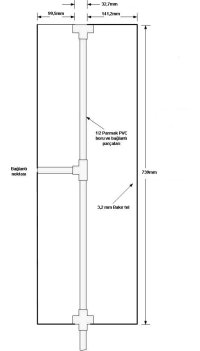 32,7mm
99,5mm
141,2mm
1/2 Parmak PVC
boru ve bağlantı
parçaları
Bağlantı
noktası
739mm
3,2 mm Bakır tel